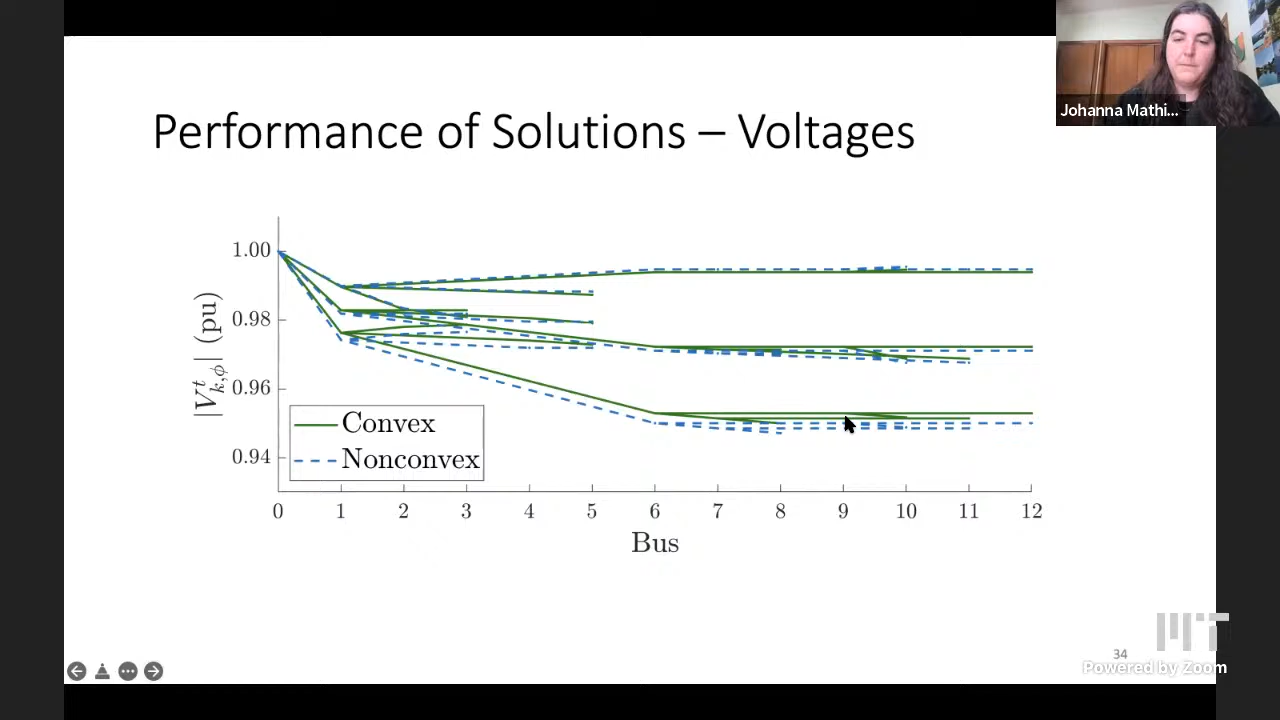 Johanna Mathi...
Performance of Solutions – Voltages
|V^t_{k,ϕ}| (pu)
1.00
0.98
0.96
0.94
Convex
Nonconvex
0 1 2 3 4 5 6 7 8 9 10 11 12
Bus
MIT
34
Powered by Zoom